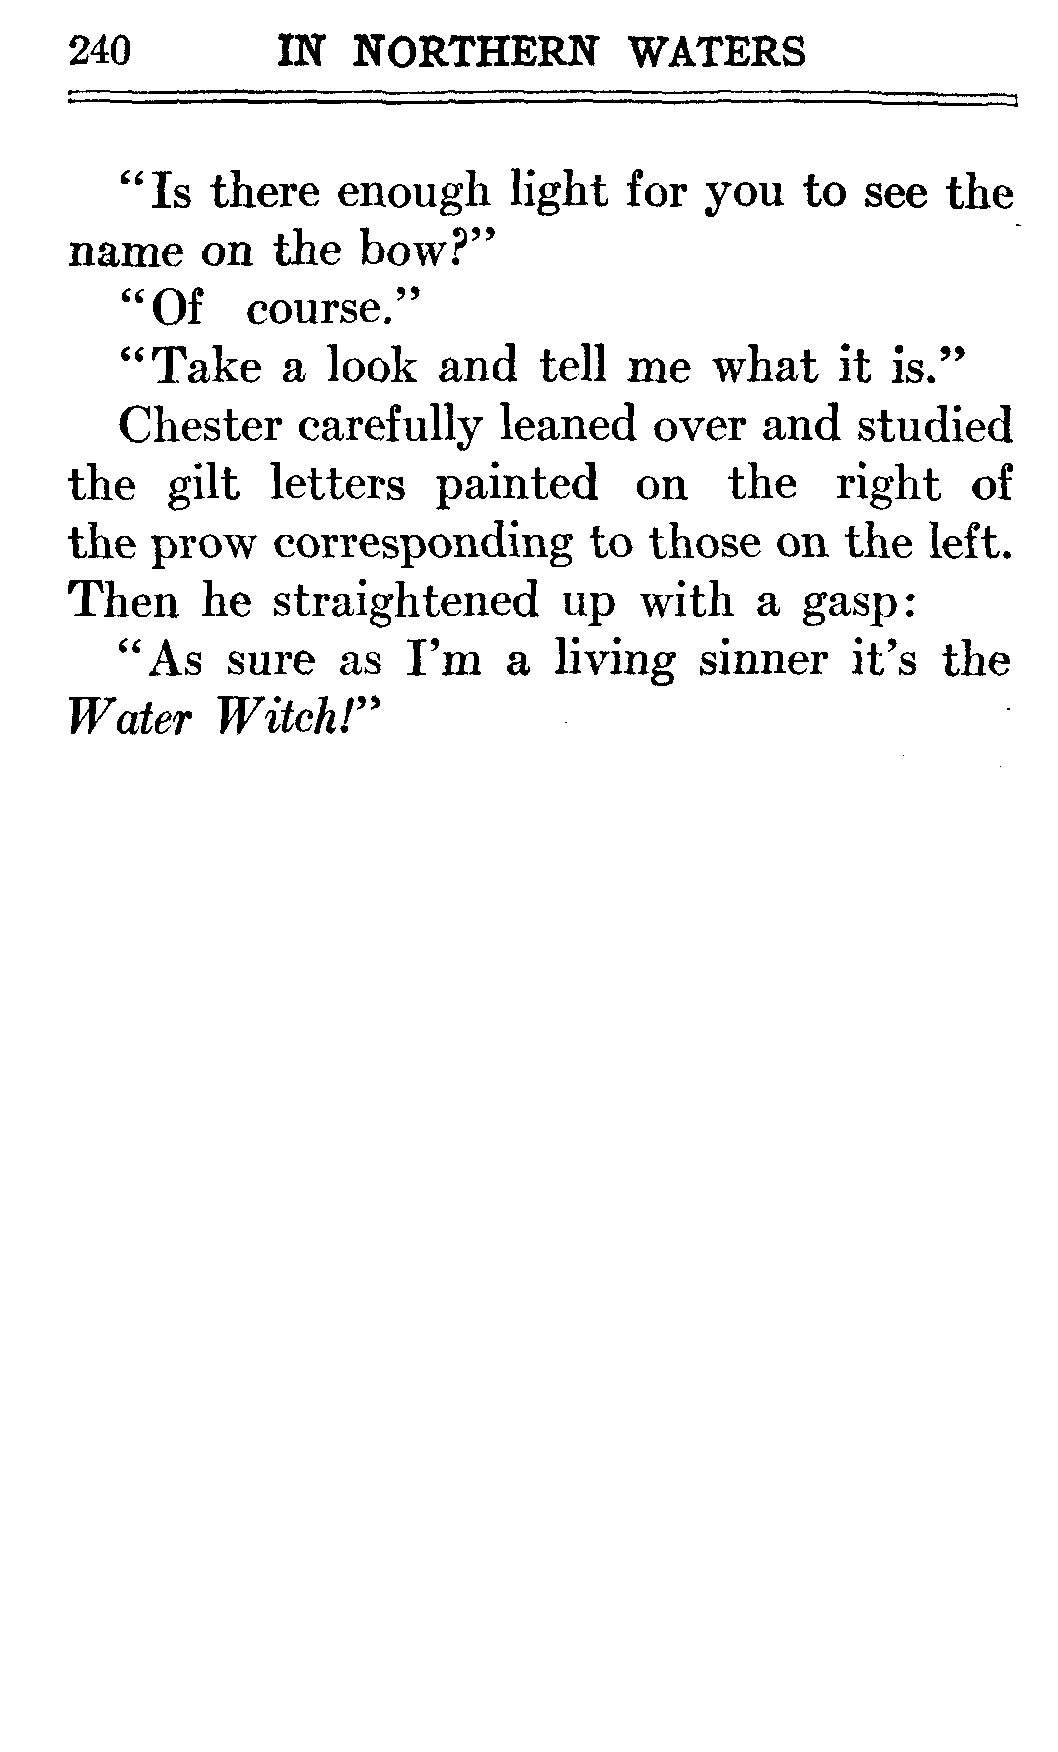 240 IN NORTHERN WATERS
“Is there enough light for you to see the
name on the bow?”
“Of course.”
“Take a look and tell me what it is.”
Chester carefully leaned over and studied
the gilt letters painted on the right of
the prow corresponding to those on the left.
Then he straightened up with a gasp:
“As sure as I’m a living sinner it’s the
Water Witch!”